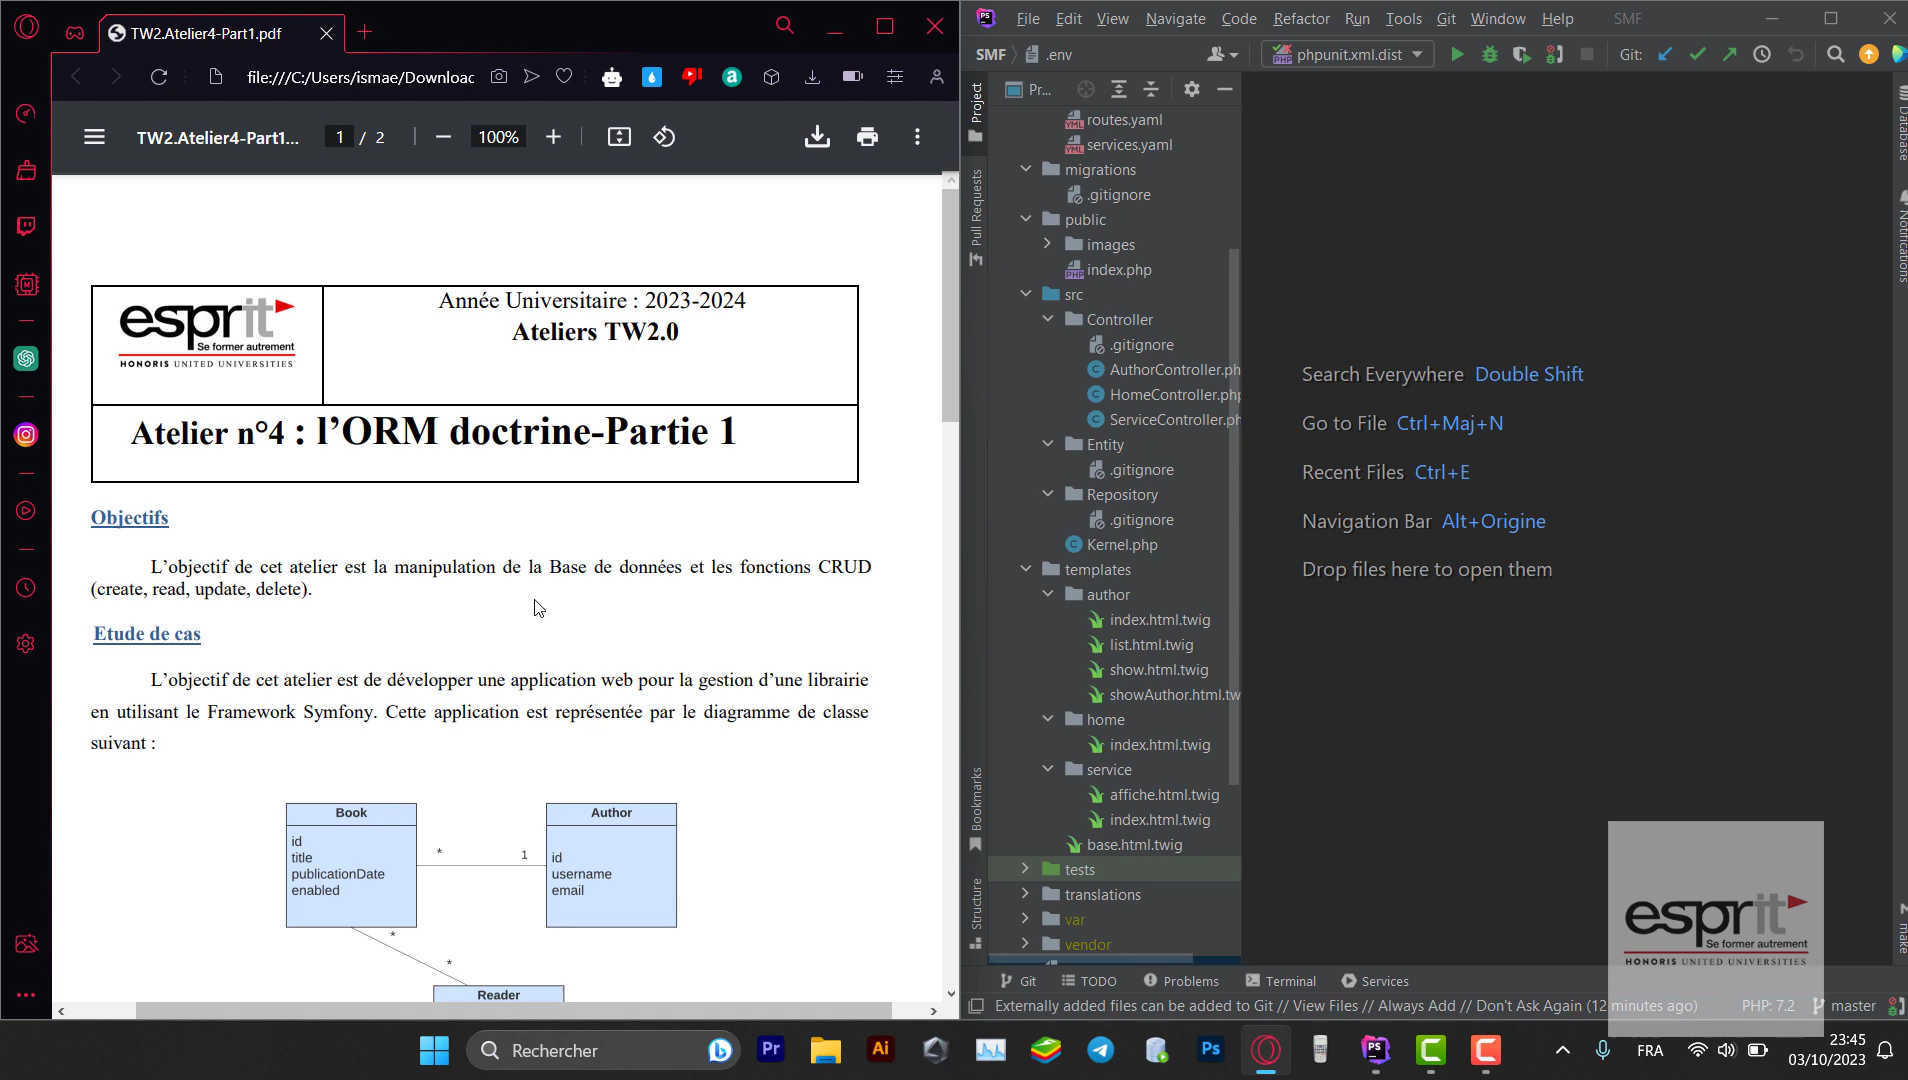 TW2.Atelier4-Part1.pdf
file:///C:/Users/ismae/Downloac
TW2.Atelier4-Part1...
1 / 2
100%
esprit
Se former autrement
HONORIS UNITED UNIVERSITIES
Année Universitaire : 2023-2024
Ateliers TW2.0
Atelier n°4 : l’ORM doctrine-Partie 1
Objectifs
L’objectif de cet atelier est la manipulation de la Base de données et les fonctions CRUD
(create, read, update, delete).
Etude de cas
L’objectif de cet atelier est de développer une application web pour la gestion d’une librairie
en utilisant le Framework Symfony. Cette application est représentée par le diagramme de classe
suivant :
Book
id
title
publicationDate
enabled
* 1
Author
id
username
email
*
*
Reader
PS File Edit View Navigate Code Refactor Run Tools Git Window Help SMF
SMF .env phpunit.xml.dist Git:
Project
Pull Requests
Bookmarks
Structure
Pr...
routes.yaml
services.yaml
migrations
.gitignore
public
images
index.php
src
Controller
.gitignore
AuthorController.ph
HomeController.php
ServiceController.ph
Entity
.gitignore
Repository
.gitignore
Kernel.php
templates
author
index.html.twig
list.html.twig
show.html.twig
showAuthor.html.tw
home
index.html.twig
service
affiche.html.twig
index.html.twig
base.html.twig
tests
translations
var
vendor
Search Everywhere Double Shift
Go to File Ctrl+Maj+N
Recent Files Ctrl+E
Navigation Bar Alt+Origine
Drop files here to open them
Database
Notifications
make
esprit
Se former autrement
HONORIS UNITED UNIVERSITIES
Git TODO Problems Terminal Services
Externally added files can be added to Git // View Files // Always Add // Don't Ask Again (12 minutes ago) PHP: 7.2 master
Rechercher
Pr
Ai
Ps
PS
C
C
FRA
23:45
03/10/2023